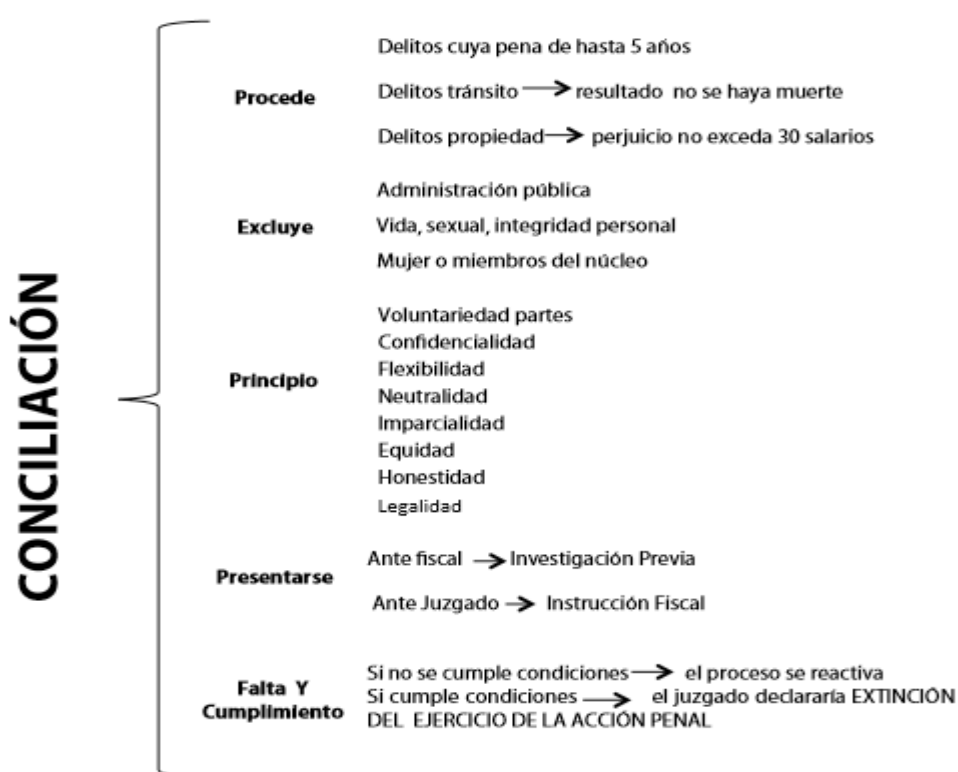 CONCILIACIÓN
Procede
Delitos cuya pena de hasta 5 años
Delitos tránsito → resultado no se haya muerte
Delitos propiedad → perjuicio no exceda 30 salarios
Excluye
Administración pública
Vida, sexual, integridad personal
Mujer o miembros del núcleo
Principio
Voluntariedad partes
Confidencialidad
Flexibilidad
Neutralidad
Imparcialidad
Equidad
Honestidad
Legalidad
Presentarse
Ante fiscal → Investigación Previa
Ante Juzgado → Instrucción Fiscal
Falta Y
Cumplimiento
Si no se cumple condiciones → el proceso se reactiva
Si cumple condiciones → el juzgado declararía EXTINCIÓN
DEL EJERCICIO DE LA ACCIÓN PENAL